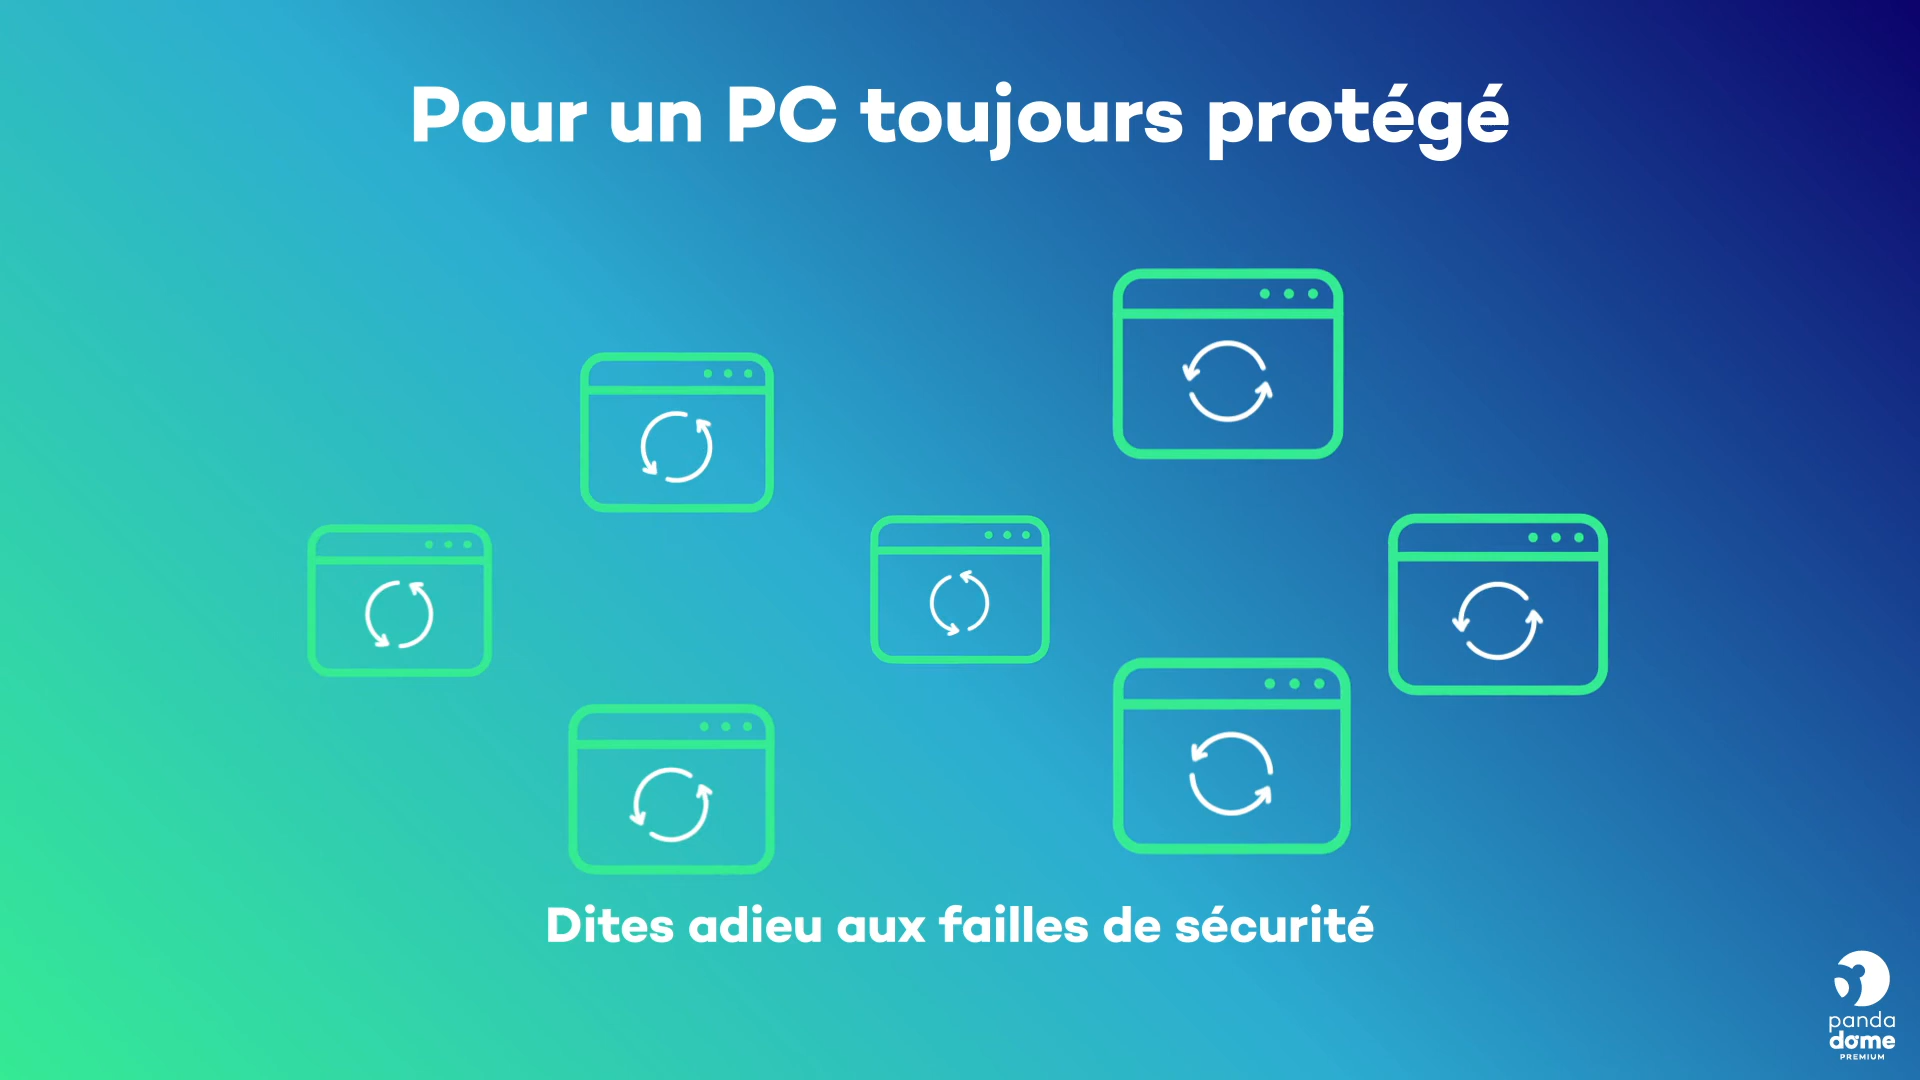 Pour un PC toujours protégé
Dites adieu aux failles de sécurité
panda
dome
PREMIUM